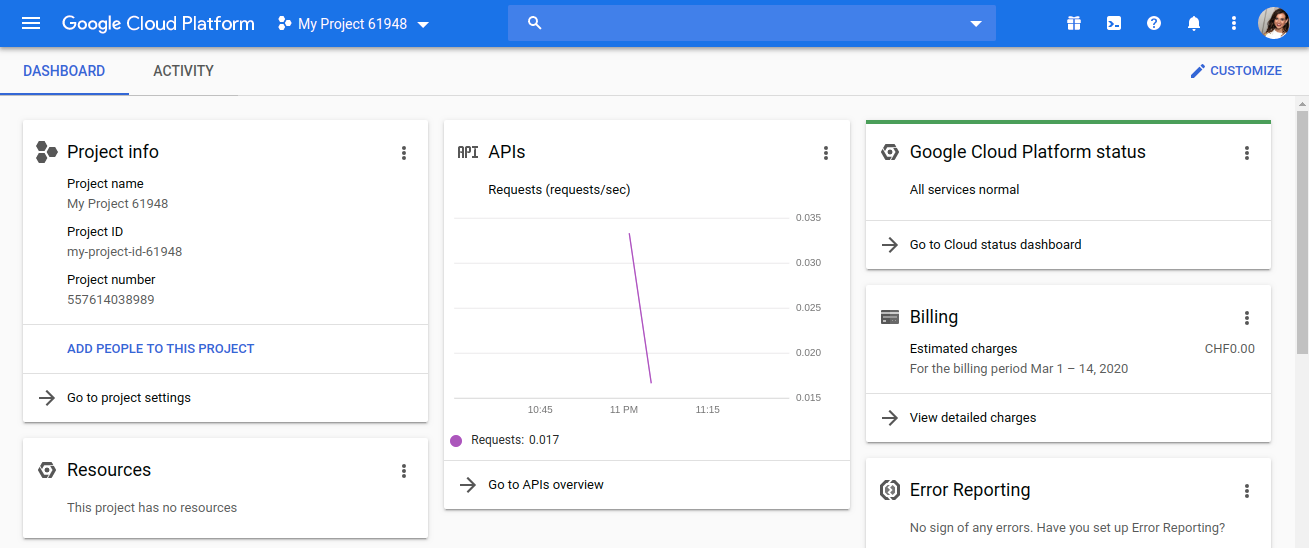 Google Cloud Platform
My Project 61948
DASHBOARD
ACTIVITY
CUSTOMIZE
Project info
Project name
My Project 61948
Project ID
my-project-id-61948
Project number
557614038989
ADD PEOPLE TO THIS PROJECT
Go to project settings
Resources
This project has no resources
API APIs
Requests (requests/sec)
0.035
0.030
0.025
0.020
0.015
10:45 11 PM 11:15
Requests: 0.017
Go to APIs overview
Google Cloud Platform status
All services normal
Go to Cloud status dashboard
Billing
Estimated charges CHF0.00
For the billing period Mar 1 – 14, 2020
View detailed charges
Error Reporting
No sign of any errors. Have you set up Error Reporting?